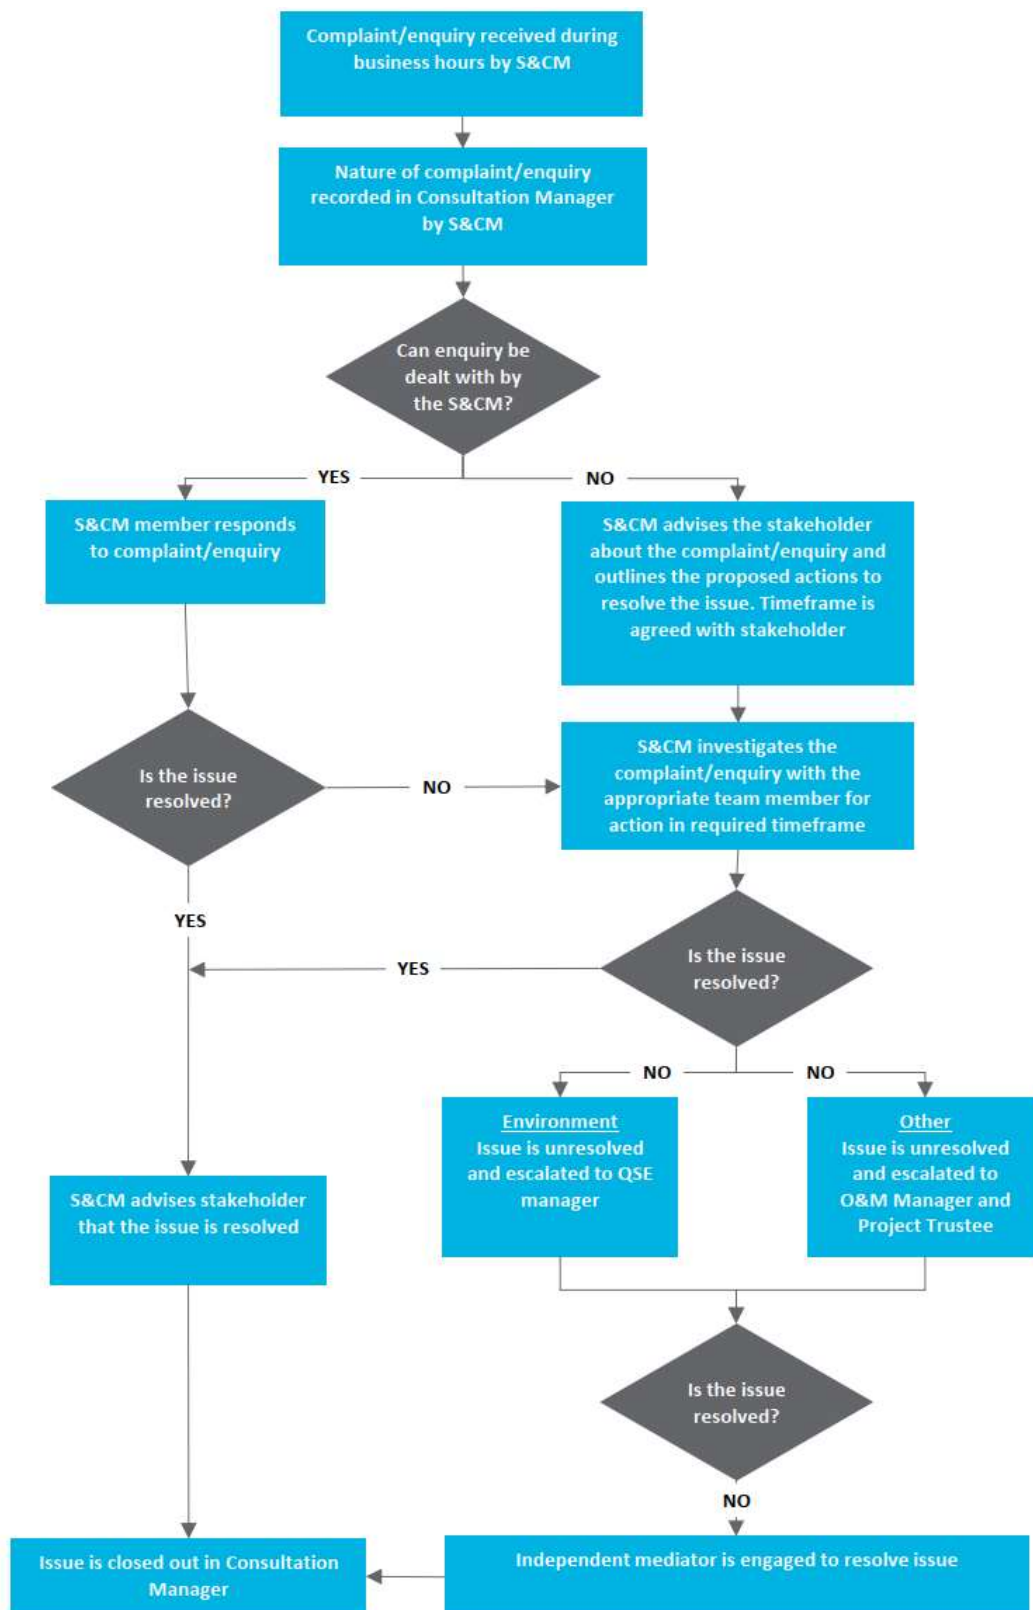 Complaint/enquiry received during
business hours by S&CM
Nature of complaint/enquiry
recorded in Consultation Manager
by S&CM
Can enquiry be
dealt with by
the S&CM?
YES
NO
S&CM member responds
to complaint/enquiry
S&CM advises the stakeholder
about the complaint/enquiry and
outlines the proposed actions to
resolve the issue. Timeframe is
agreed with stakeholder
Is the issue
resolved?
NO
S&CM investigates the
complaint/enquiry with the
appropriate team member for
action in required timeframe
YES
YES
Is the issue
resolved?
NO
NO
Environment
Issue is unresolved
and escalated to QSE
manager
Other
Issue is unresolved
and escalated to
O&M Manager and
Project Trustee
S&CM advises stakeholder
that the issue is resolved
Is the issue
resolved?
NO
Issue is closed out in Consultation
Manager
Independent mediator is engaged to resolve issue